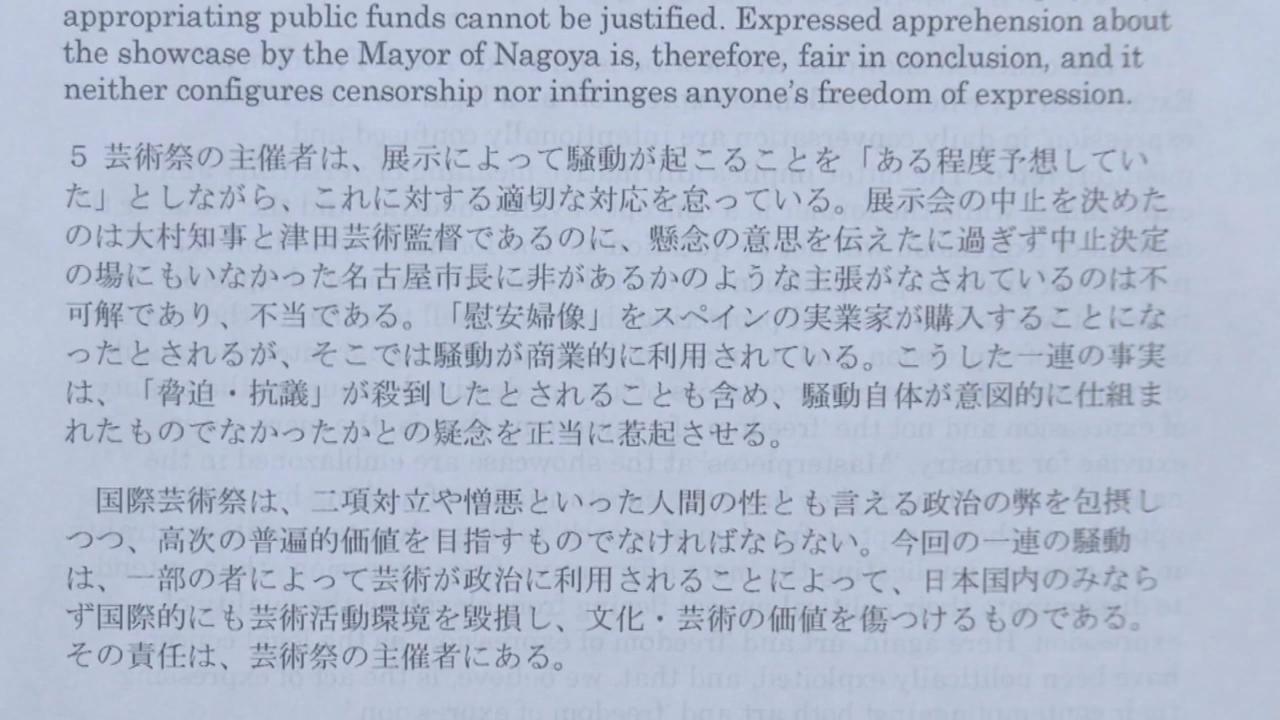 appropriating public funds cannot be justified. Expressed apprehension about
the showcase by the Mayor of Nagoya is, therefore, fair in conclusion, and it
neither configures censorship nor infringes anyone's freedom of expression.
5 芸術祭の主催者は、展示によって騒動が起こることを「ある程度予想してい
た」としながら、これに対する適切な対応を怠っている。展示会の中止を決めた
のは大村知事と津田芸術監督であるのに、懸念の意思を伝えたに過ぎず中止決定
の場にもいなかった名古屋市長に非があるかのような主張がなされているのは不
可解であり、不当である。「慰安婦像」をスペインの実業家が購入することにな
ったとされるが、そこでは騒動が商業的に利用されている。こうした一連の事実
は、「脅迫・抗議」が殺到したとされることも含め、騒動自体が意図的に仕組ま
れたものでなかったかとの疑念を正当に惹起させる。
国際芸術祭は、二項対立や憎悪といった人間の性とも言える政治の弊を包摂し
つつ、高次の普遍的価値を目指すものでなければならない。今回の一連の騒動
は、一部の者によって芸術が政治に利用されることによって、日本国内のみなら
ず国際的にも芸術活動環境を毀損し、文化・芸術の価値を傷つけるものである。
その責任は、芸術祭の主催者にある。